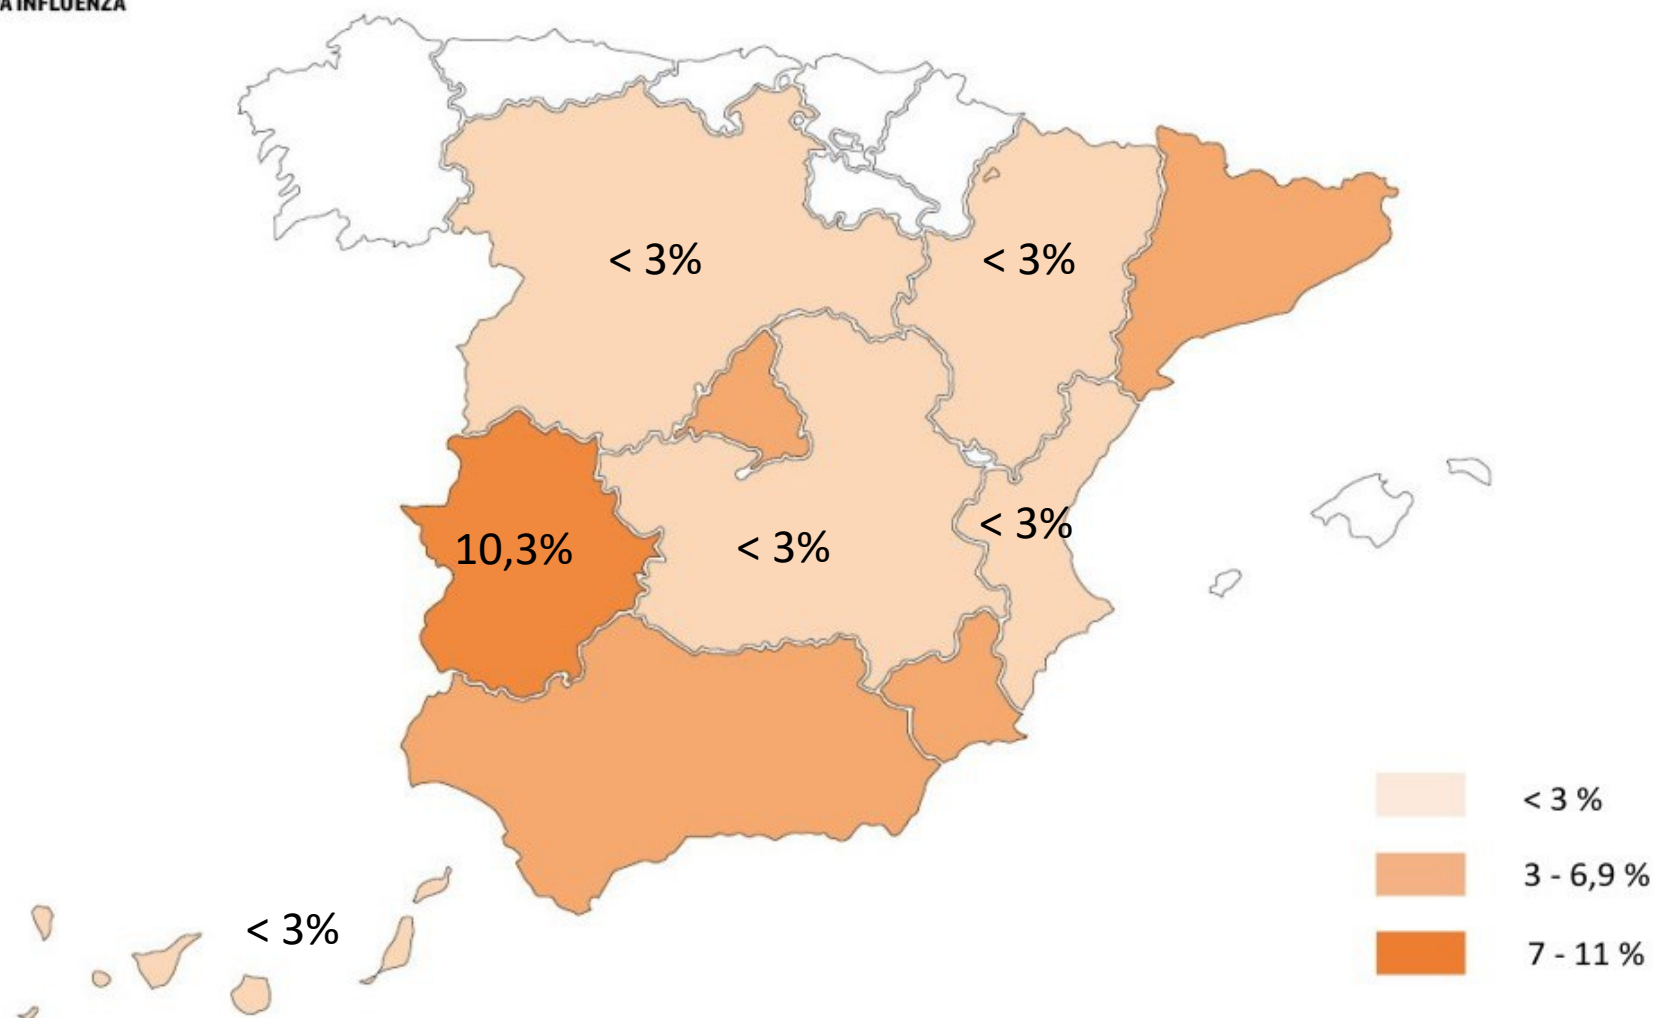 A INFLUENZA
< 3%
< 3%
< 3%
10,3%
< 3%
< 3%
< 3 %
3 - 6,9 %
7 - 11 %